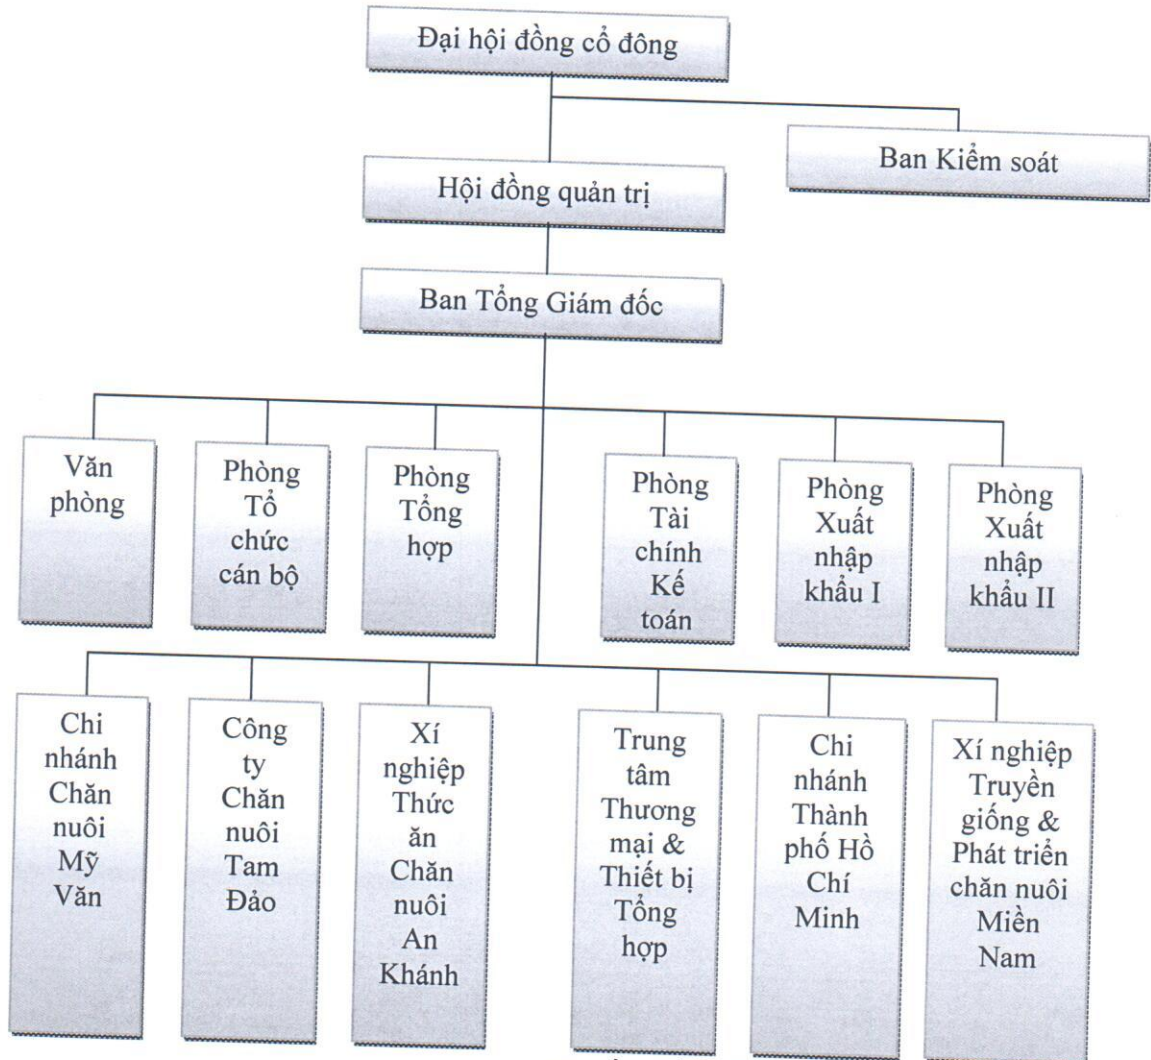 Đại hội đồng cổ đông
Ban Kiểm soát
Hội đồng quản trị
Ban Tổng Giám đốc
Văn
phòng
Phòng
Tổ
chức
cán bộ
Phòng
Tổng
hợp
Phòng
Tài
chính
Kế
toán
Phòng
Xuất
nhập
khẩu I
Phòng
Xuất
nhập
khẩu II
Chi
nhánh
Chăn
nuôi
Mỹ
Văn
Công
ty
Chăn
nuôi
Tam
Đảo
Xí
nghiệp
Thức
ăn
Chăn
nuôi
An
Khánh
Trung
tâm
Thương
mại &
Thiết bị
Tổng
hợp
Chi
nhánh
Thành
phố Hồ
Chí
Minh
Xí nghiệp
Truyền
giống &
Phát triển
chăn nuôi
Miền
Nam